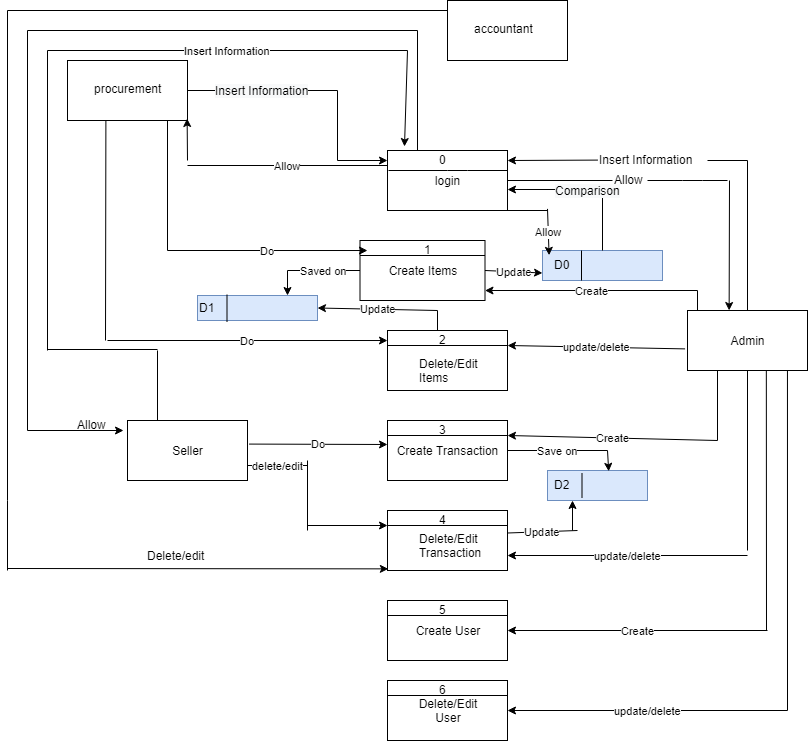 accountant
Insert Information
procurement
Insert Information
0
Insert Information
Allow
login
Allow
Comparison
Allow
1
Do
D0
Saved on
Create Items
Update
Create
D1
Update
2
Admin
Do
update/delete
Delete/Edit
Items
Allow
3
Create
Seller
Do
Create Transaction
Save on
delete/edit
D2
4
Update
Delete/Edit
Transaction
Delete/edit
update/delete
5
Create User
Create
6
Delete/Edit
User
update/delete